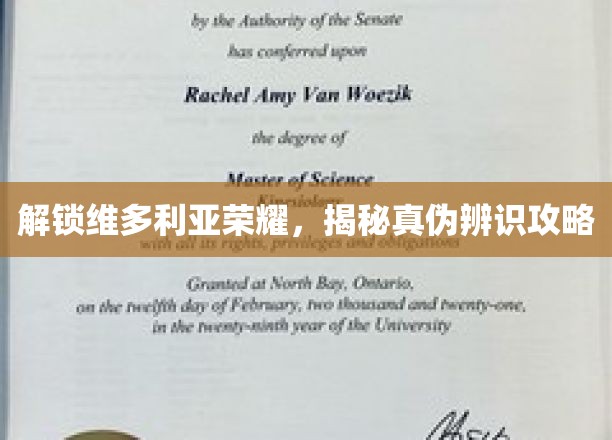 by the Authority of the Senate
has conferred upon
Rachel Amy Van Woezik
the degree of
Master of Science
Kinesiology
解锁维多利亚荣耀，揭秘真伪辨识攻略
with all its rights, privileges and obligations
Granted at North Bay, Ontario,
on the twelfth day of February, two thousand and twenty-one,
in the twenty-ninth year of the University